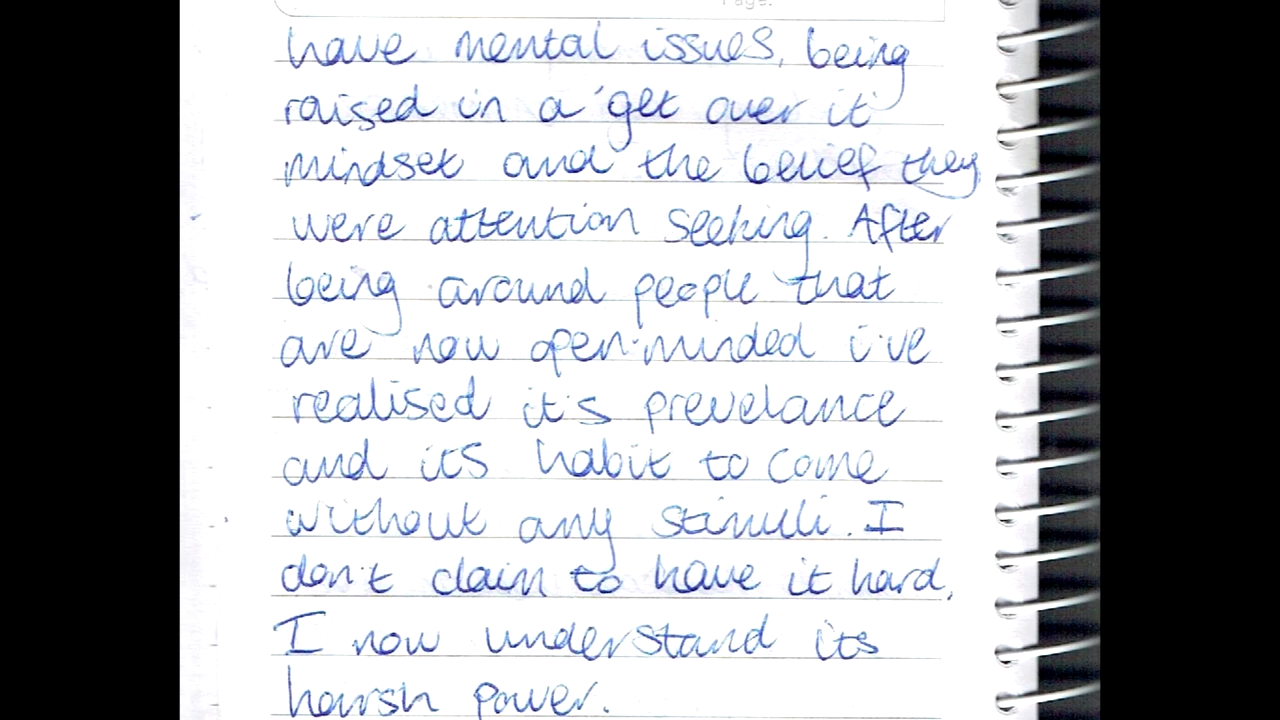 Page:
have mental issues, being
raised in a 'get over it'
mindset and the belief they
were attention seeking. After
being around people that
are now open-minded i've
realised it's prevelance
and its habit to come
without any stimuli. I
don't claim to have it hard,
I now understand its
harsh power.